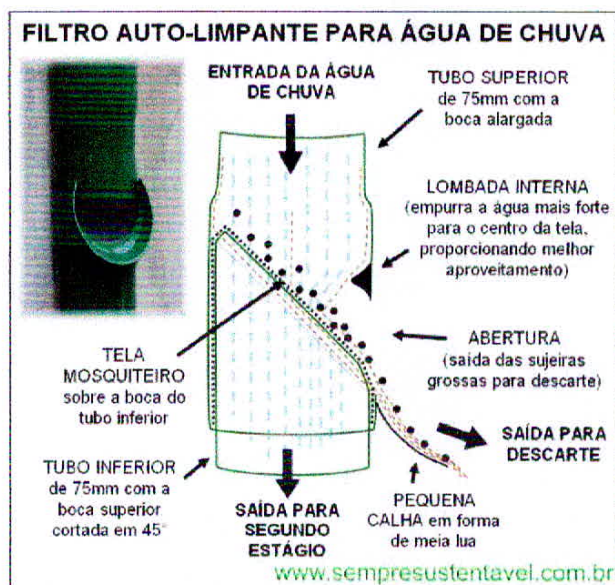 FILTRO AUTO-LIMPANTE PARA ÁGUA DE CHUVA
ENTRADA DA ÁGUA
DE CHUVA
TUBO SUPERIOR
de 75mm com a
boca alargada
LOMBADA INTERNA
(empurra a água mais forte
para o centro da tela,
proporcionando melhor
aproveitamento)
ABERTURA
(saída das sujeiras
grossas para descarte)
TELA
MOSQUITEIRO
sobre a boca do
tubo inferior
SAÍDA PARA
DESCARTE
TUBO INFERIOR
de 75mm com a
boca superior
cortada em 45°
SAÍDA PARA
SEGUNDO
ESTÁGIO
PEQUENA
CALHA em forma
de meia lua
www.sempresustentavel.com.br